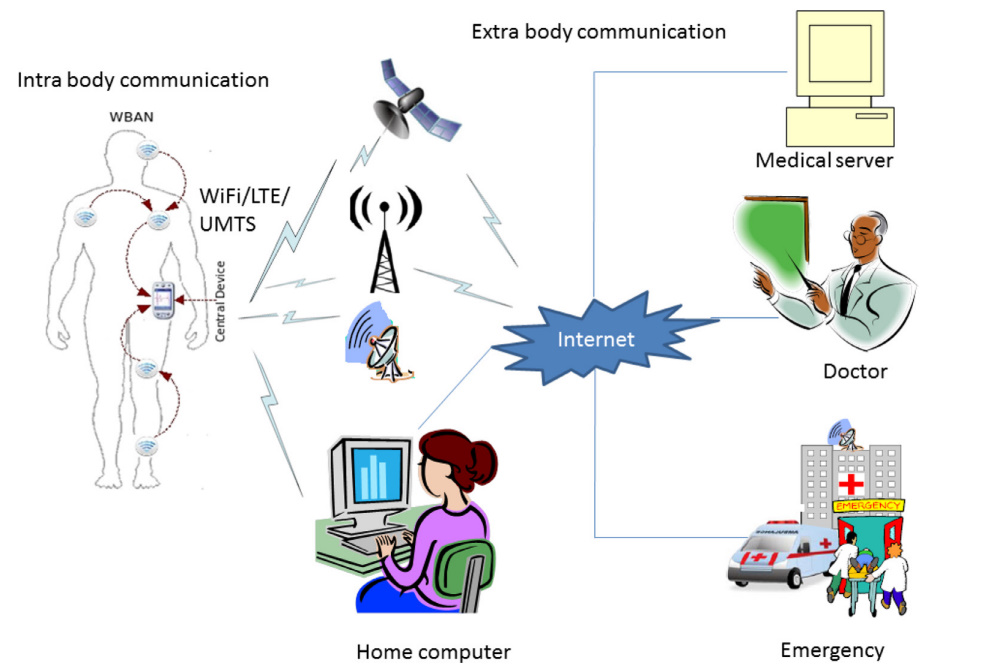 Extra body communication
Intra body communication
WBAN
WiFi/LTE/
UMTS
Central Device
Medical server
Internet
Doctor
EMERGENCY
Home computer
Emergency